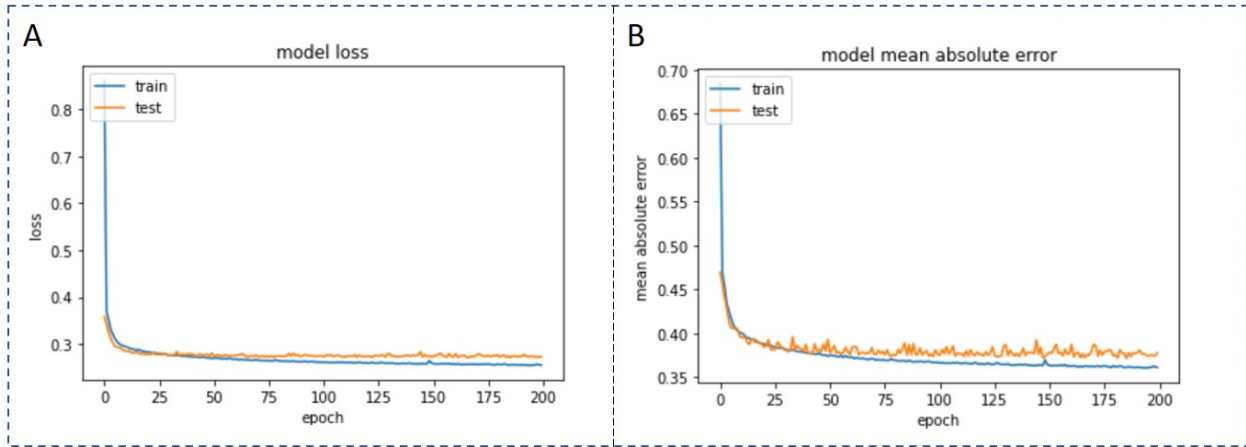 A
model loss
train
test
0.8
0.7
0.6
0.5
0.4
0.3
loss
0 25 50 75 100 125 150 175 200
epoch
B
model mean absolute error
train
test
0.70
0.65
0.60
0.55
0.50
0.45
0.40
0.35
mean absolute error
0 25 50 75 100 125 150 175 200
epoch